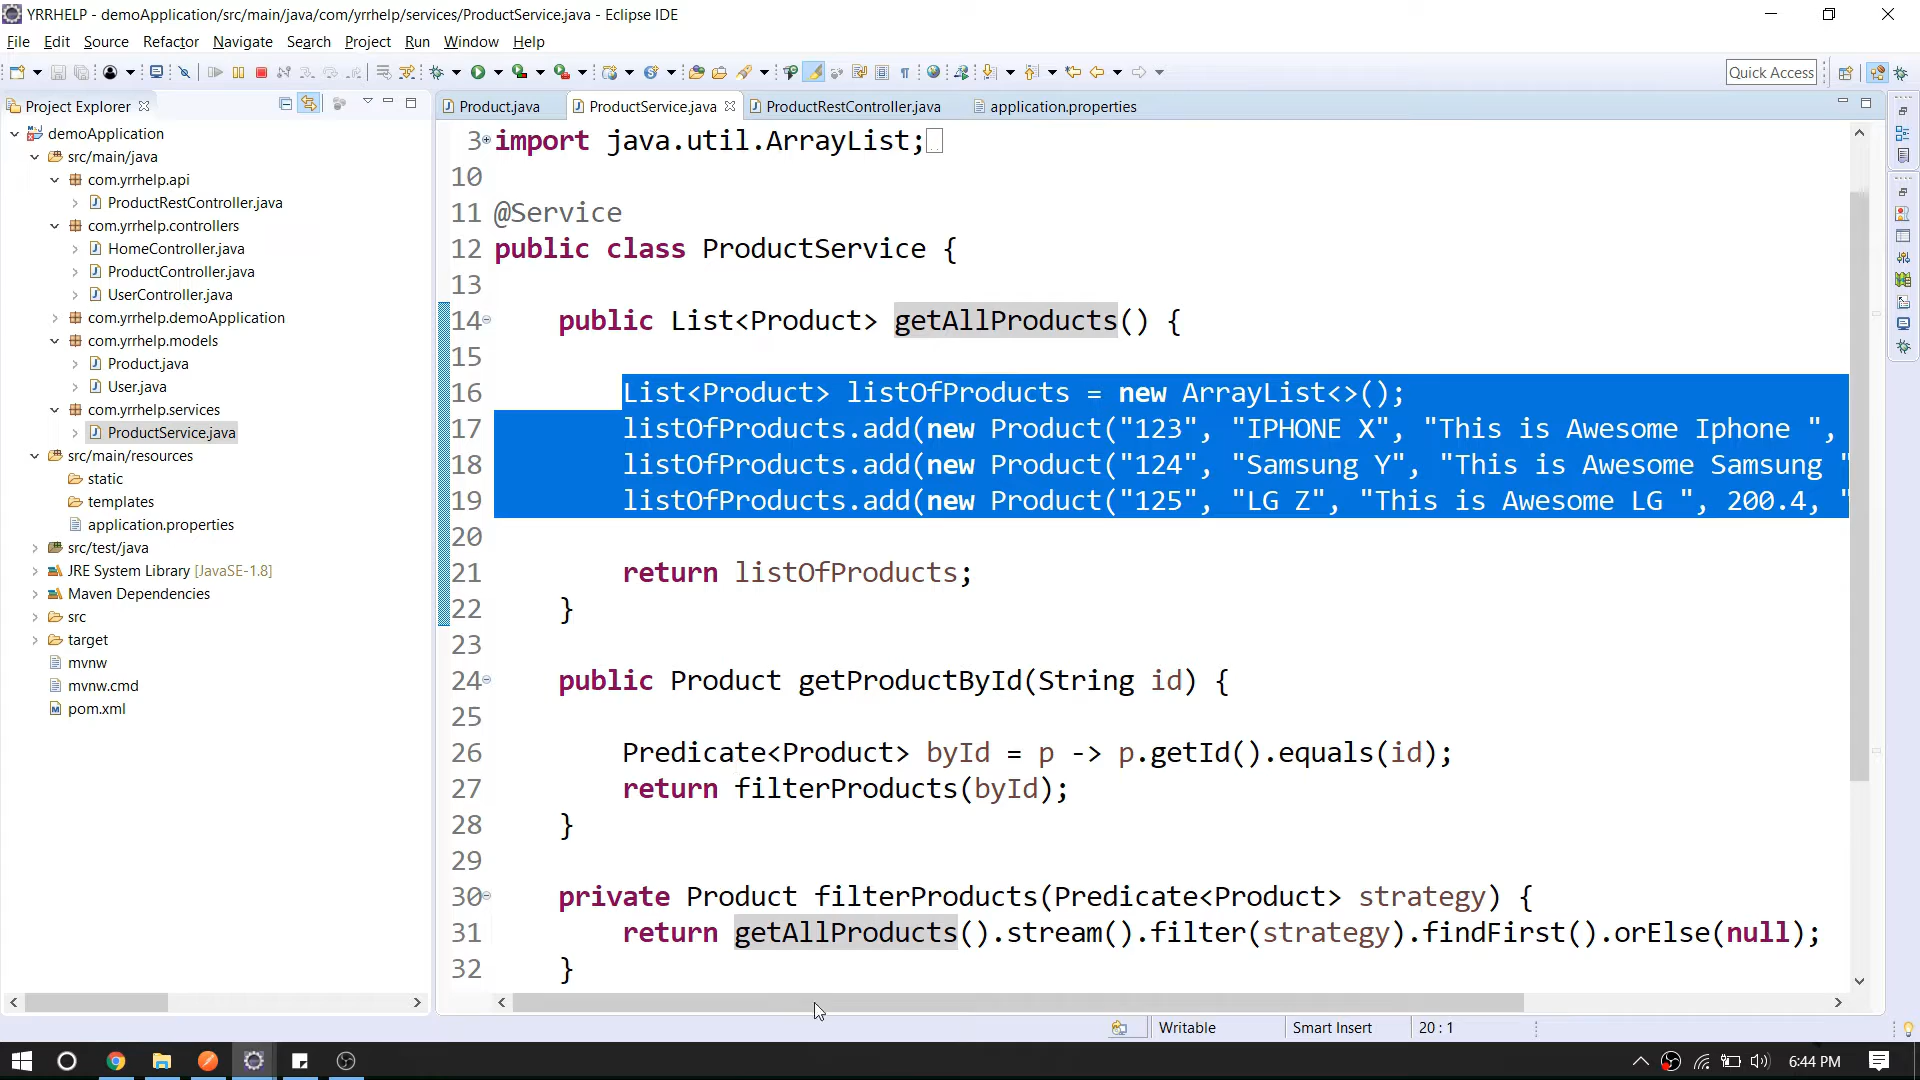 YRRHELP - demoApplication/src/main/java/com/yrrhelp/services/ProductService.java - Eclipse IDE
File Edit Source Refactor Navigate Search Project Run Window Help
Quick Access
Project Explorer
Product.java ProductService.java ProductRestController.java application.properties
demoApplication
src/main/java
com.yrrhelp.api
ProductRestController.java
com.yrrhelp.controllers
HomeController.java
ProductController.java
UserController.java
com.yrrhelp.demoApplication
com.yrrhelp.models
Product.java
User.java
com.yrrhelp.services
ProductService.java
src/main/resources
static
templates
application.properties
src/test/java
JRE System Library [JavaSE-1.8]
Maven Dependencies
src
target
mvnw
mvnw.cmd
pom.xml
3 import java.util.ArrayList;
10
11 @Service
12 public class ProductService {
13
14 public List<Product> getAllProducts() {
15
16 List<Product> listOfProducts = new ArrayList<>();
17 listOfProducts.add(new Product("123", "IPHONE X", "This is Awesome Iphone ",
18 listOfProducts.add(new Product("124", "Samsung Y", "This is Awesome Samsung "
19 listOfProducts.add(new Product("125", "LG Z", "This is Awesome LG ", 200.4, "
20
21 return listOfProducts;
22 }
23
24 public Product getProductById(String id) {
25
26 Predicate<Product> byId = p -> p.getId().equals(id);
27 return filterProducts(byId);
28 }
29
30 private Product filterProducts(Predicate<Product> strategy) {
31 return getAllProducts().stream().filter(strategy).findFirst().orElse(null);
32 }
Writable Smart Insert 20 : 1
6:44 PM